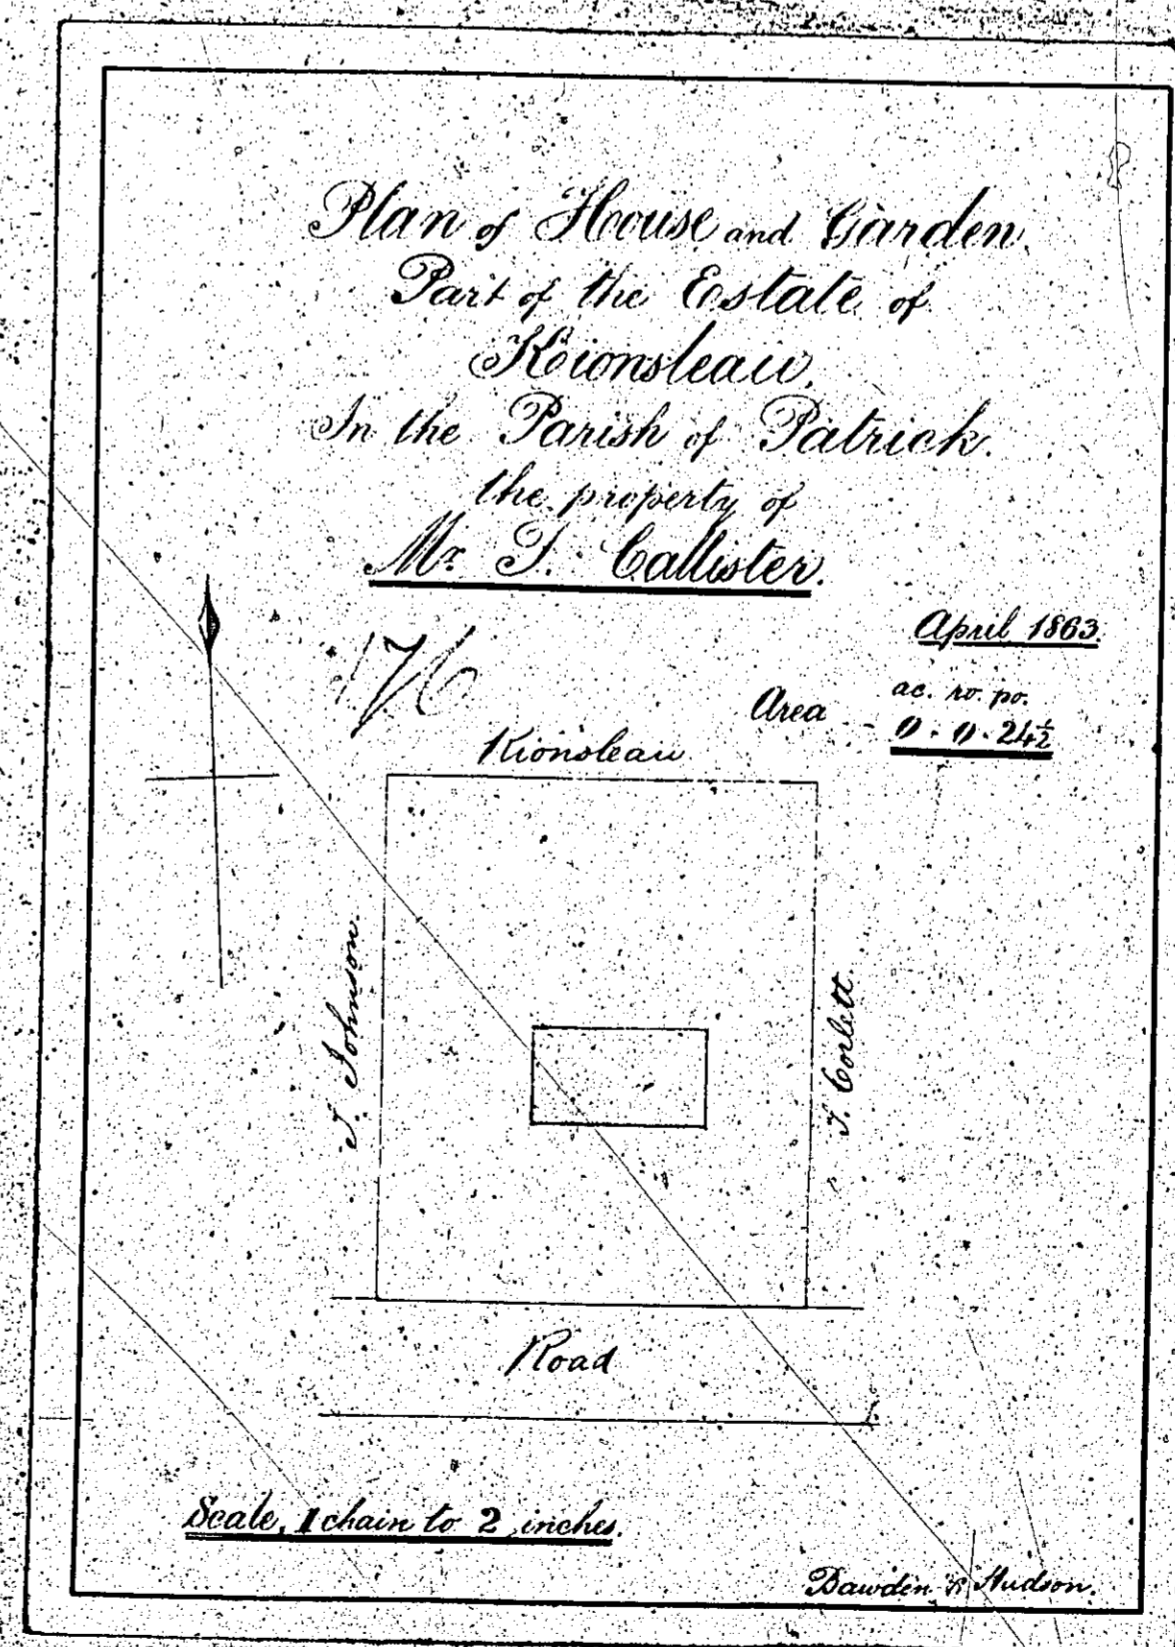 Plan of House and Garden.
Part of the Estate of
Kionsleau,
In the Parish of Patrick.
the property of
Mr. T. Callister.
April 1863.
176
Area - ac. ro. po.
0. 0. 24½
Kionsleau
T. Johnson.
T. Corlett.
Road
Scale, 1 chain to 2 inches.
Bawden & Hudson.